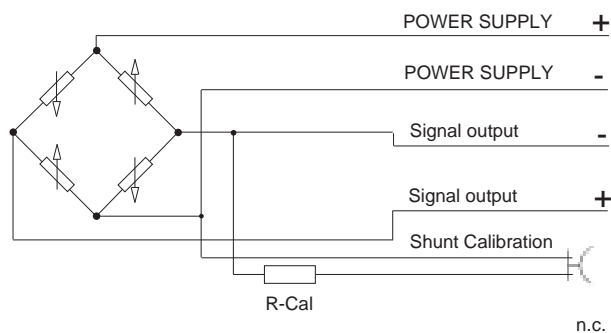 POWER SUPPLY +
POWER SUPPLY -
Signal output -
Signal output +
Shunt Calibration
R-Cal
n.c.